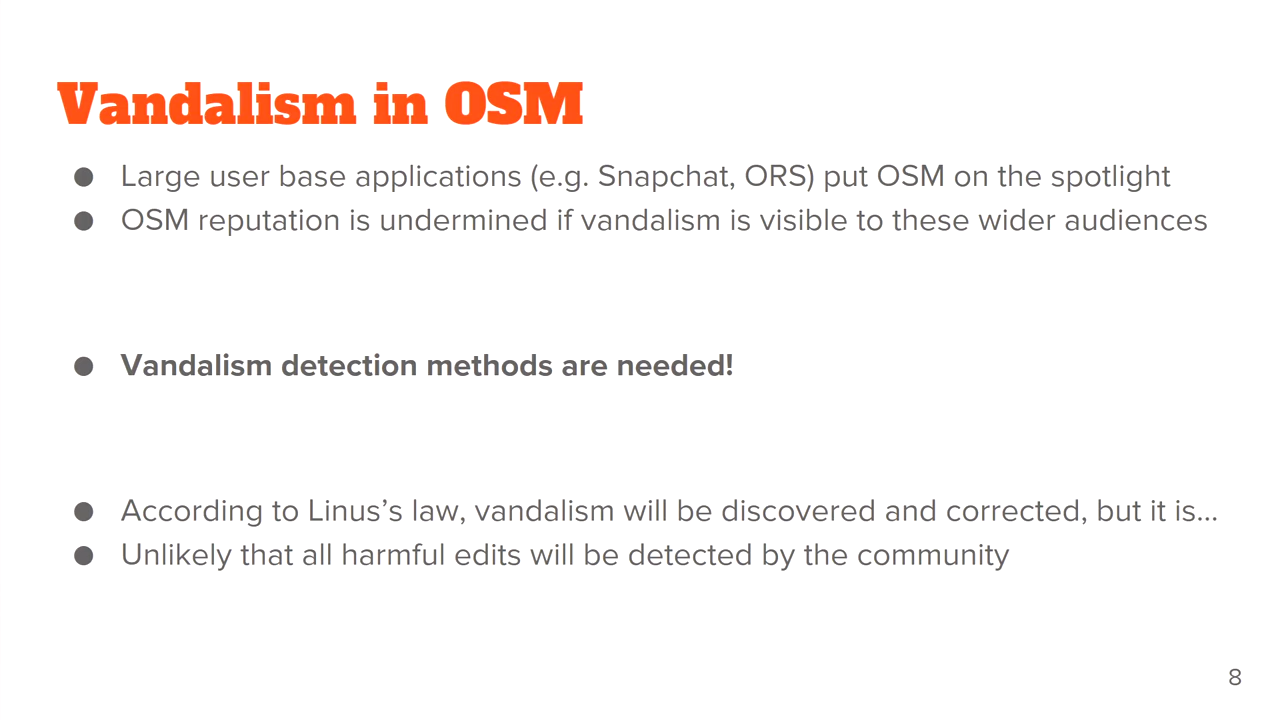 Vandalism in OSM
● Large user base applications (e.g. Snapchat, ORS) put OSM on the spotlight
● OSM reputation is undermined if vandalism is visible to these wider audiences
● Vandalism detection methods are needed!
● According to Linus’s law, vandalism will be discovered and corrected, but it is...
● Unlikely that all harmful edits will be detected by the community
8